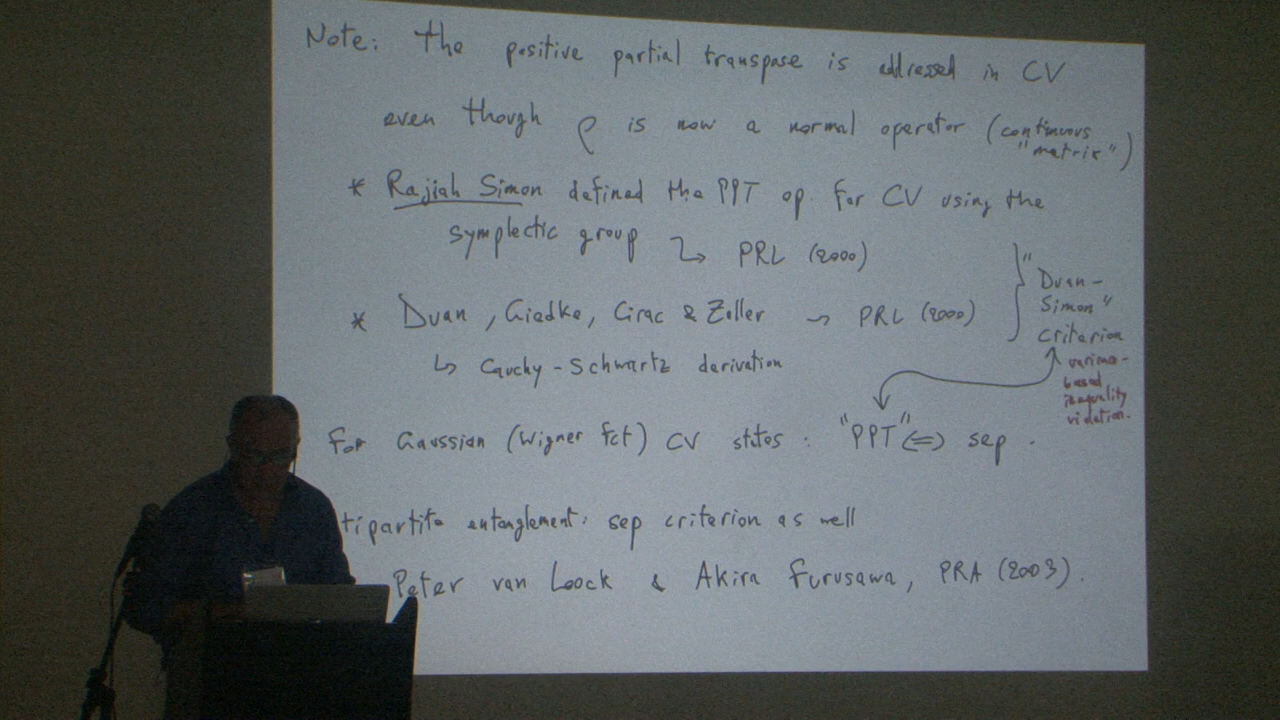 Note: the positive partial transpose is addressed in CV
even though ρ is now a normal operator (continuous
"matrix")
* Rajiah Simon defined the PPT op. for CV using the
symplectic group ↳ PRL (2000)
* Duan, Giedke, Cirac & Zoller → PRL (2000)
↳ Cauchy-Schwartz derivation
} "Duan-
Simon"
criterion
based
inequality
violation.
For Gaussian (Wigner fct) CV states: "PPT" <=> sep.
tipartite entanglement: sep criterion as well
Peter van Loock & Akira Furusawa, PRA (2003).